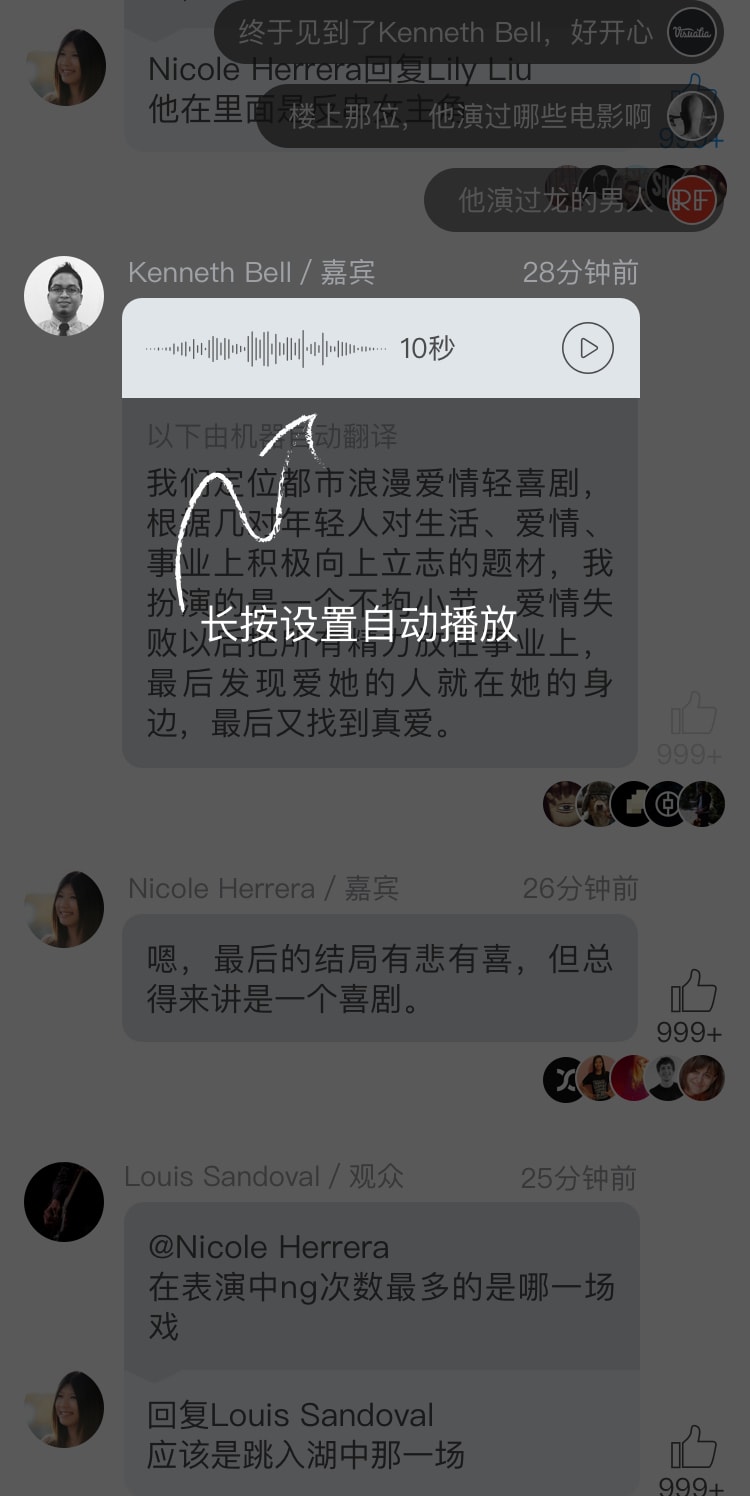 终于见到了Kenneth Bell，好开心
Visualia
Nicole Herrera回复Lily Liu
楼上那位，他演过哪些电影啊
999+
他演过龙的男人
RF
Kenneth Bell / 嘉宾
28分钟前
10秒
以下由机器自动翻译
我们定位都市浪漫爱情轻喜剧，
根据几对年轻人对生活、爱情、
事业上积极向上立志的题材，我
扮演的是一个不拘小节、爱情失
长按设置自动播放
败以后把所有精力放在事业上，
最后发现爱她的人就在她的身
边，最后又找到真爱。
999+
Nicole Herrera / 嘉宾
26分钟前
嗯，最后的结局有悲有喜，但总
得来讲是一个喜剧。
999+
Louis Sandoval / 观众
25分钟前
@Nicole Herrera
在表演中ng次数最多的是哪一场
戏
回复Louis Sandoval
应该是跳入湖中那一场
999+